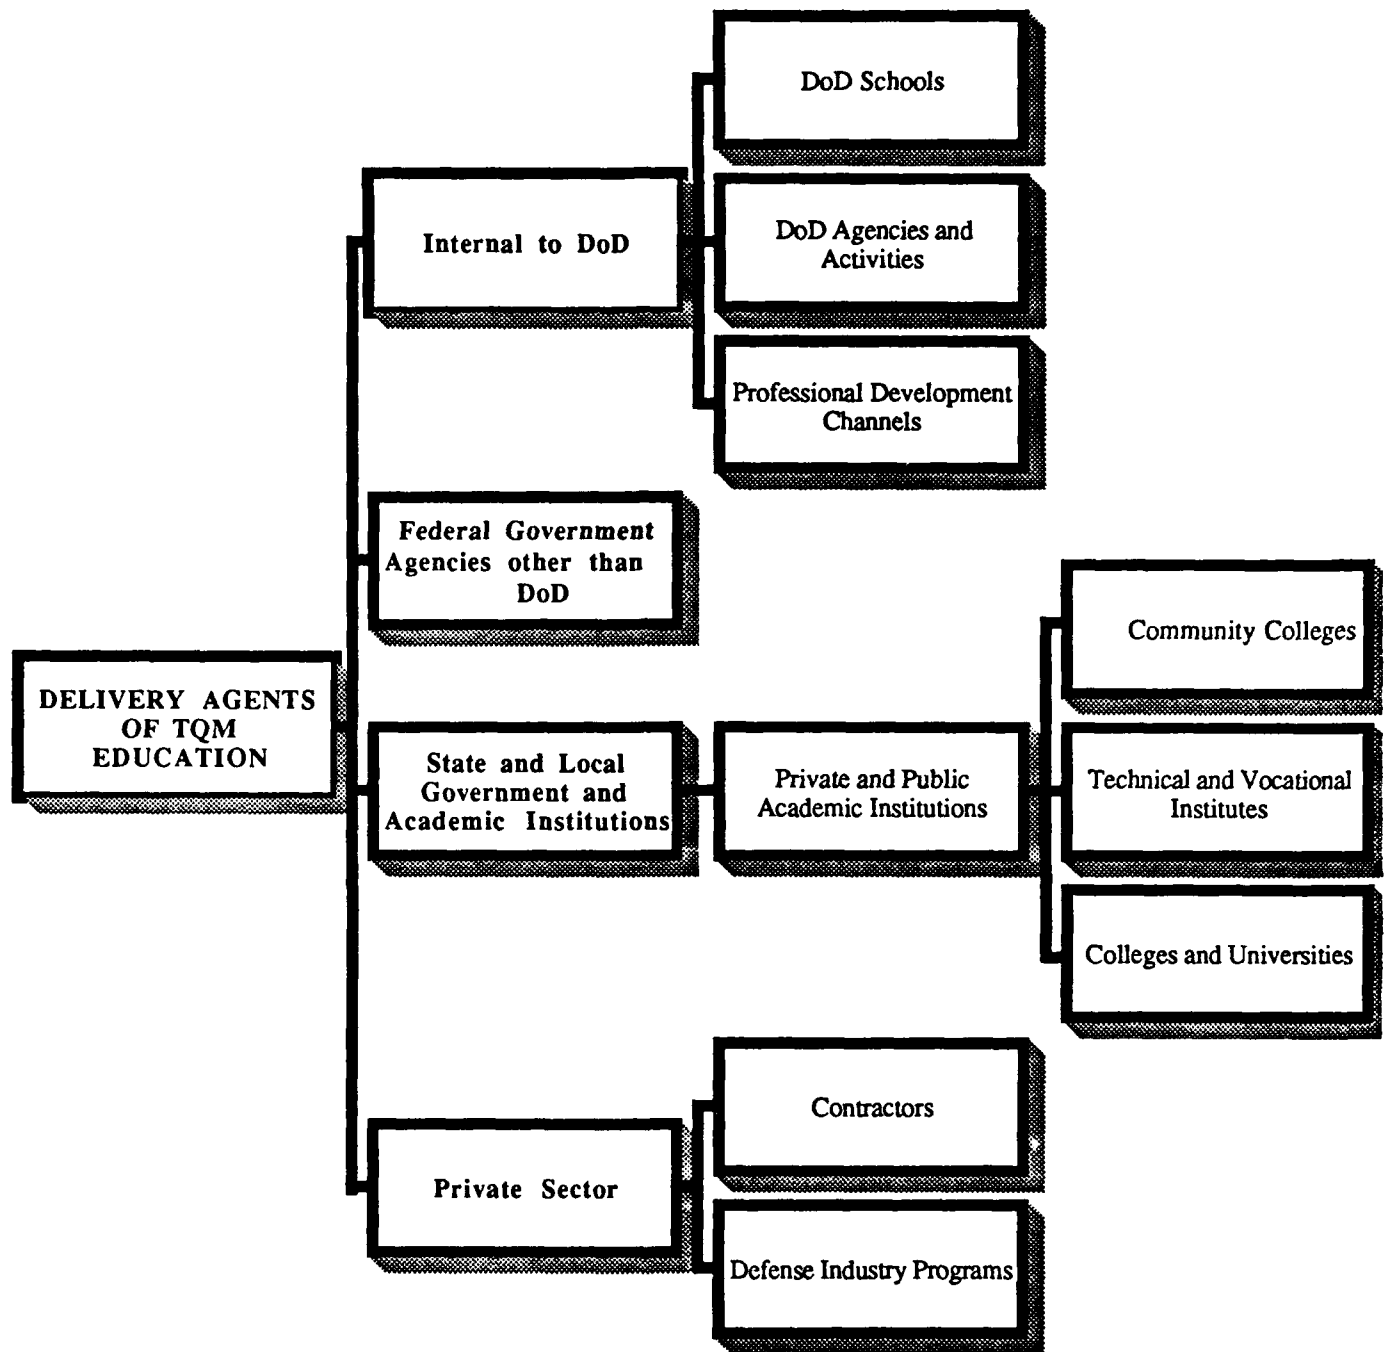 DoD Schools
Internal to DoD
DoD Agencies and
Activities
Professional Development
Channels
Federal Government
Agencies other than
DoD
DELIVERY AGENTS
OF TQM
EDUCATION
State and Local
Government and
Academic Institutions
Private and Public
Academic Institutions
Community Colleges
Technical and Vocational
Institutes
Colleges and Universities
Private Sector
Contractors
Defense Industry Programs